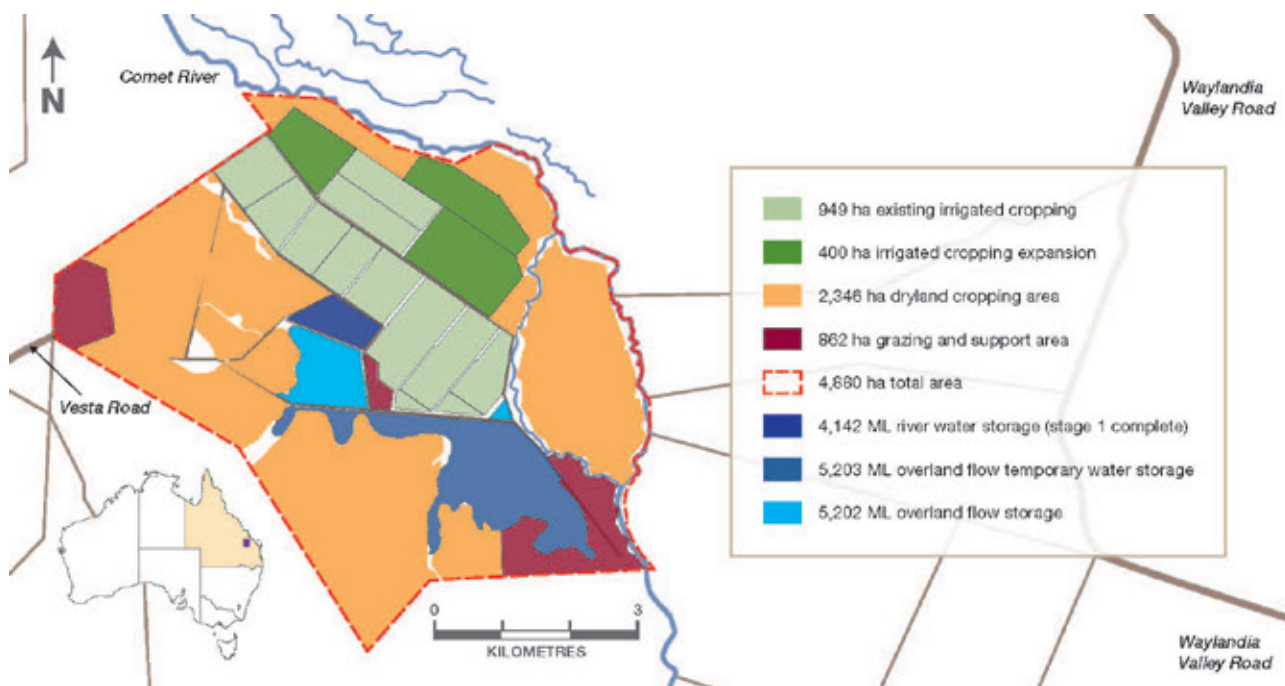 Comet River
N
Waylandia
Valley Road
949 ha existing irrigated cropping
400 ha irrigated cropping expansion
2,346 ha dryland cropping area
862 ha grazing and support area
4,660 ha total area
4,142 ML river water storage (stage 1 complete)
5,203 ML overland flow temporary water storage
5,202 ML overland flow storage
Vesta Road
0 3
KILOMETRES
Waylandia
Valley Road